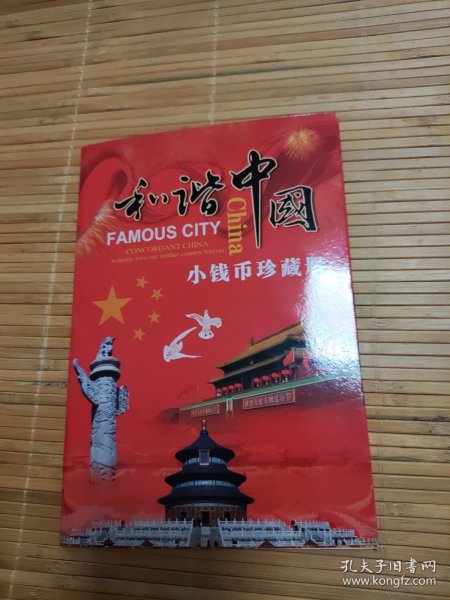 和谐中國
China
FAMOUS CITY
CONCORDANT CHINA
Ardently love our mother country forever
小钱币珍藏册
孔夫子旧书网
www.kongfz.com